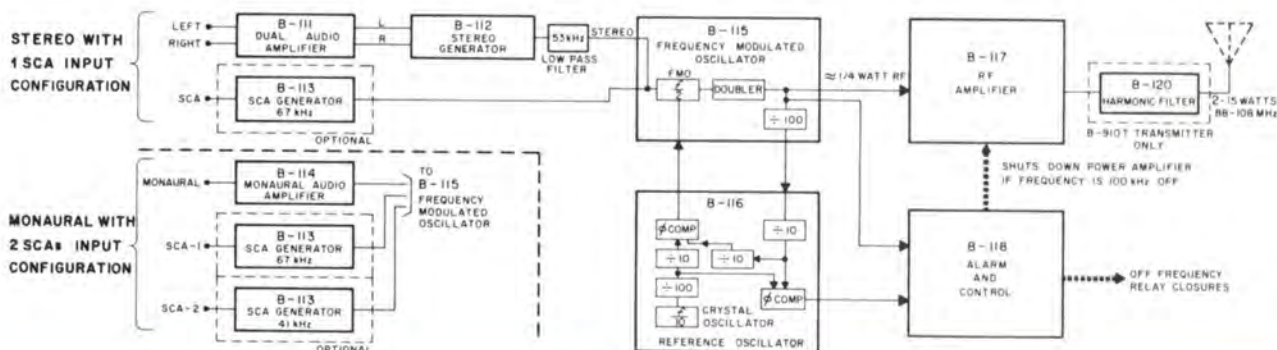 STEREO WITH
1 SCA INPUT
CONFIGURATION
LEFT
RIGHT
B-111
DUAL AUDIO
AMPLIFIER
L
R
B-112
STEREO
GENERATOR
53kHz
LOW PASS
FILTER
STEREO
SCA
B-113
SCA GENERATOR
67 kHz
OPTIONAL
MONAURAL WITH
2 SCAs INPUT
CONFIGURATION
MONAURAL
B-114
MONAURAL AUDIO
AMPLIFIER
TO
B-115
FREQUENCY
MODULATED
OSCILLATOR
SCA-1
B-113
SCA GENERATOR
67 kHz
SCA-2
B-113
SCA GENERATOR
41 kHz
OPTIONAL
B-115
FREQUENCY MODULATED
OSCILLATOR
FMO
DOUBLER
÷100
≈1/4 WATT RF
B-116
φ COMP
÷10
÷10
÷10
÷100
φ COMP
10
CRYSTAL
OSCILLATOR
REFERENCE OSCILLATOR
B-117
RF
AMPLIFIER
B-120
HARMONIC FILTER
B-910T TRANSMITTER
ONLY
2-15 WATTS
88-108 MHz
SHUTS DOWN POWER AMPLIFIER
IF FREQUENCY IS 100 kHz OFF
B-118
ALARM
AND
CONTROL
OFF FREQUENCY
RELAY CLOSURES